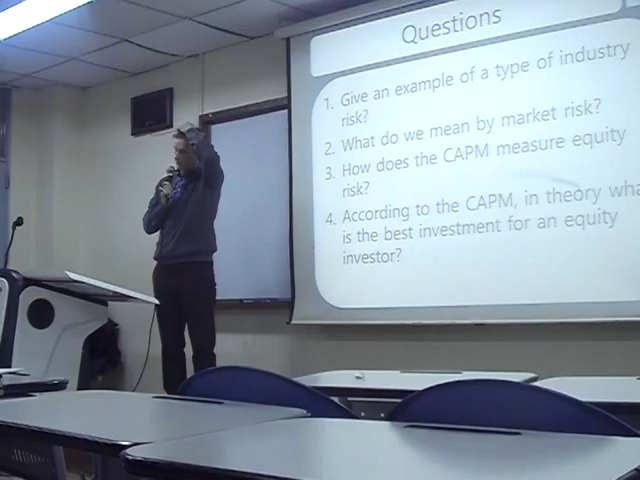 Questions
1. Give an example of a type of industry
risk?
2. What do we mean by market risk?
3. How does the CAPM measure equity
risk?
4. According to the CAPM, in theory wha
is the best investment for an equity
investor?